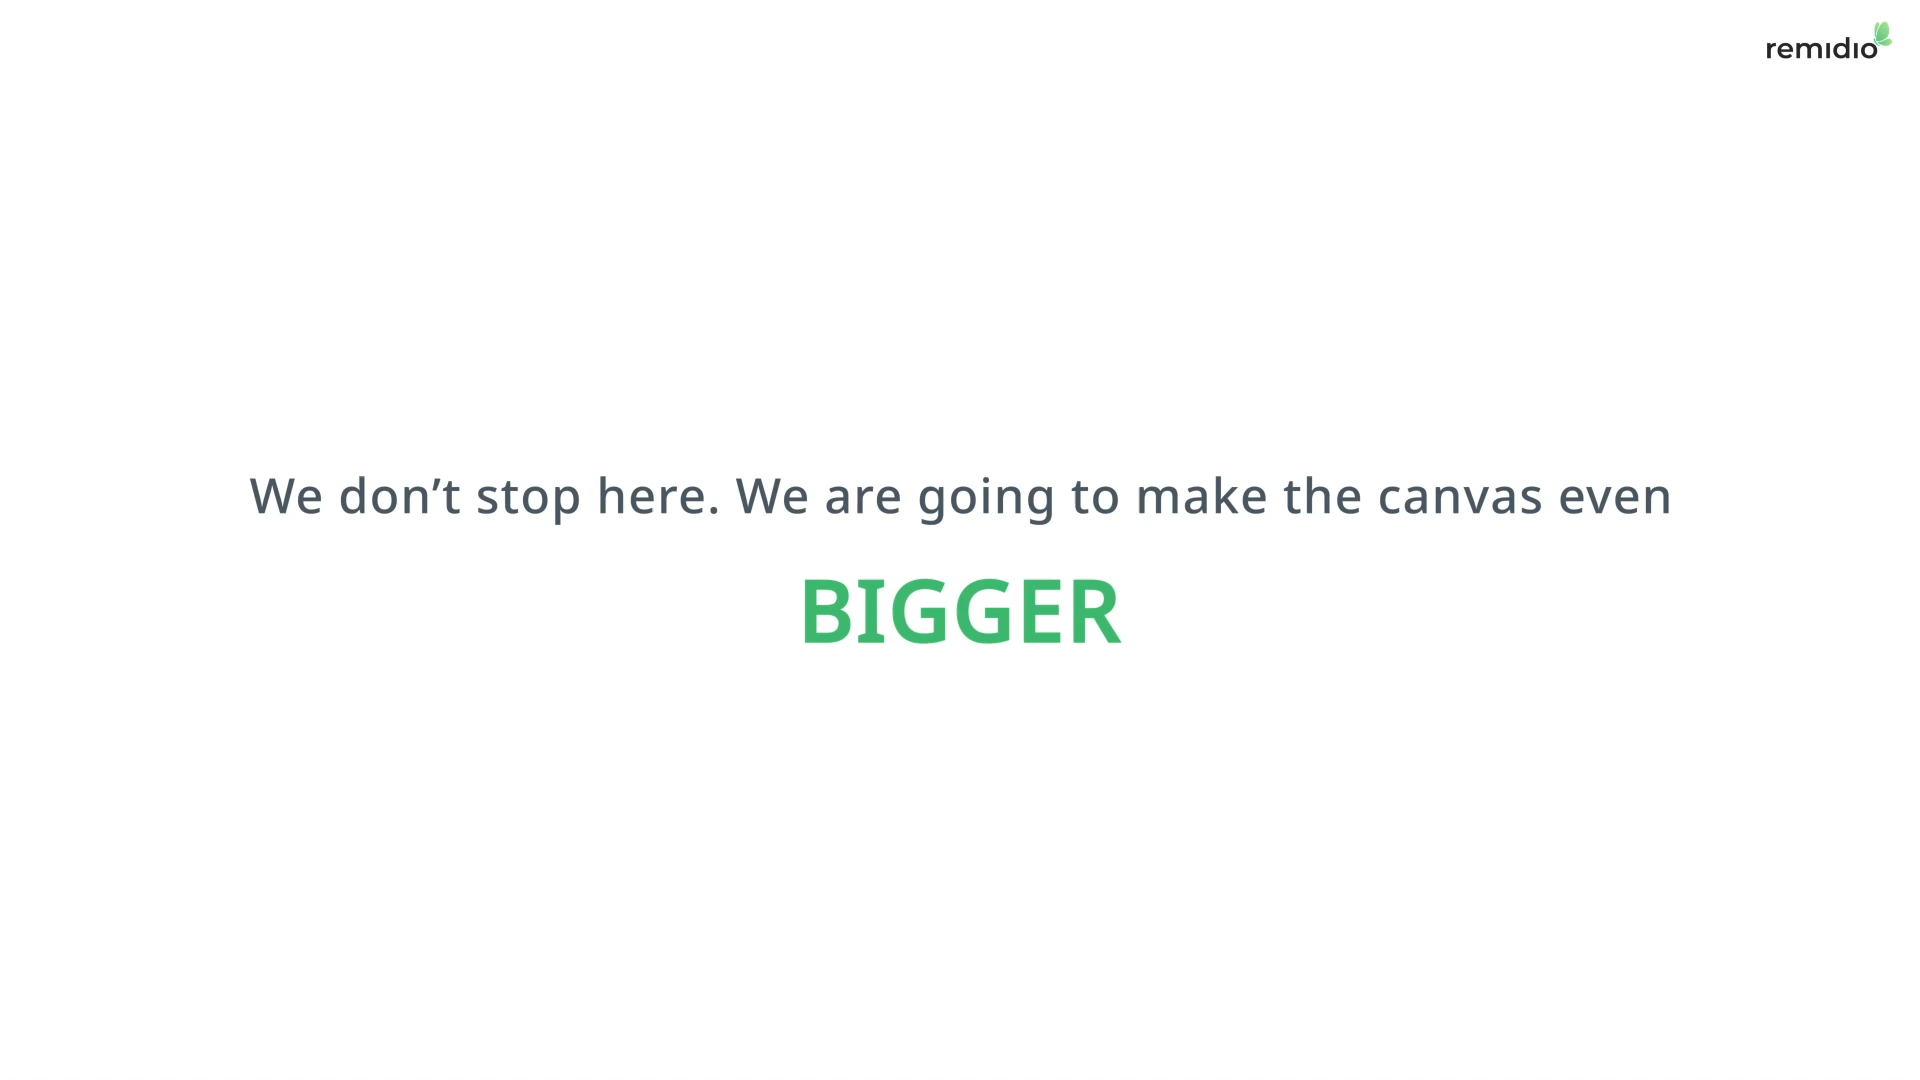 remidio
We don’t stop here. We are going to make the canvas even
BIGGER